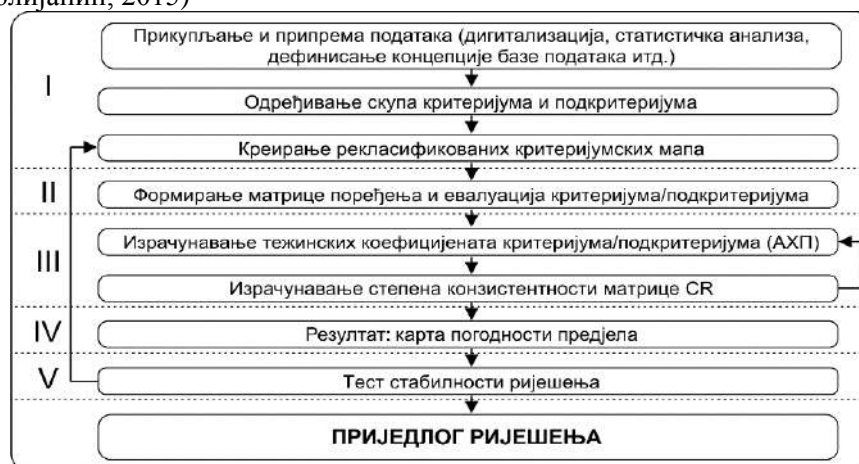 2015)
Прикупљање и припрема података (дигитализација, статистичка анализа,
дефинисање концепције базе података итд.)
I
Одређивање скупа критеријума и подкритеријума
Креирање рекласификованих критеријумских мапа
II
Формирање матрице поређења и евалуација критеријума/подкритеријума
Израчунавање тежинских коефицијената критеријума/подкритеријума (АХП)
III
Израчунавање степена конзистентности матрице CR
IV
Резултат: карта погодности предјела
V
Тест стабилности ријешења
ПРИЈЕДЛОГ РИЈЕШЕЊА